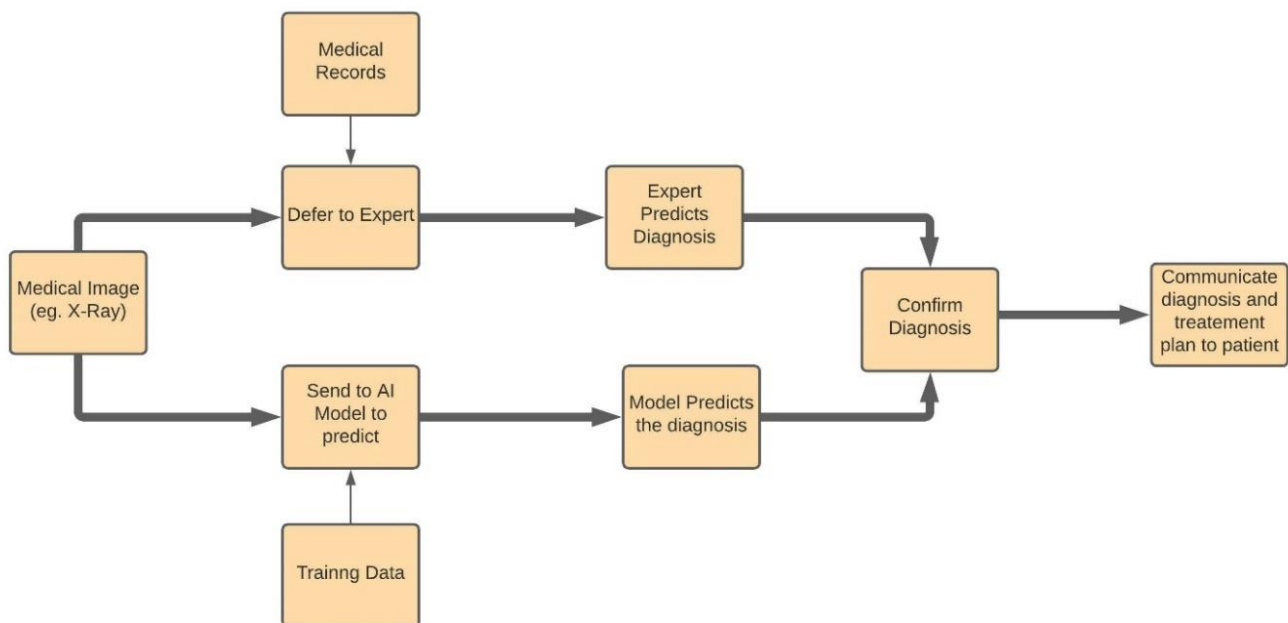 Medical
Records
Defer to Expert
Expert
Predicts
Diagnosis
Medical Image
(eg. X-Ray)
Confirm
Diagnosis
Communicate
diagnosis and
treatement
plan to patient
Send to AI
Model to
predict
Model Predicts
the diagnosis
Trainng Data